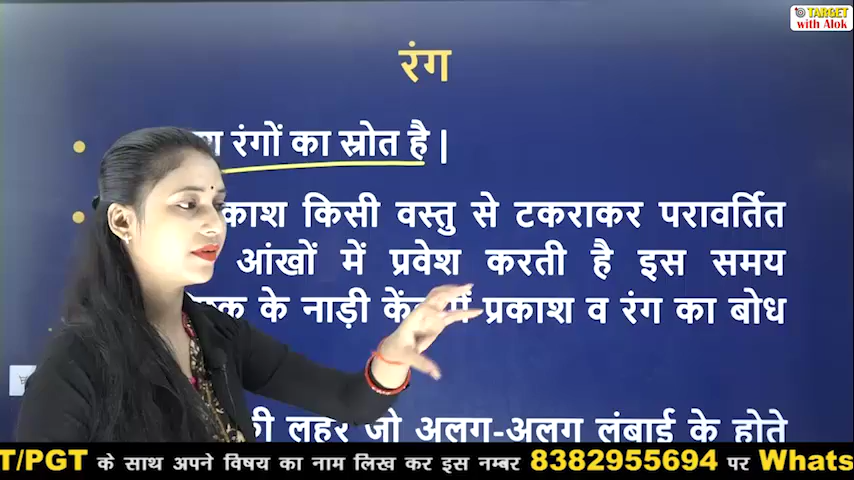 TARGET
with Alok
रंग
रंगों का स्रोत है |
किसी वस्तु से टकराकर परावर्तित
आंखों में प्रवेश करती है इस समय
के नाड़ी प्रकाश व रंग का बोध
लहर जो अलग-अलग लंबाई के होते
T/PGT के साथ अपने विषय का नाम लिख कर इस नम्बर 8382955694 पर Whats